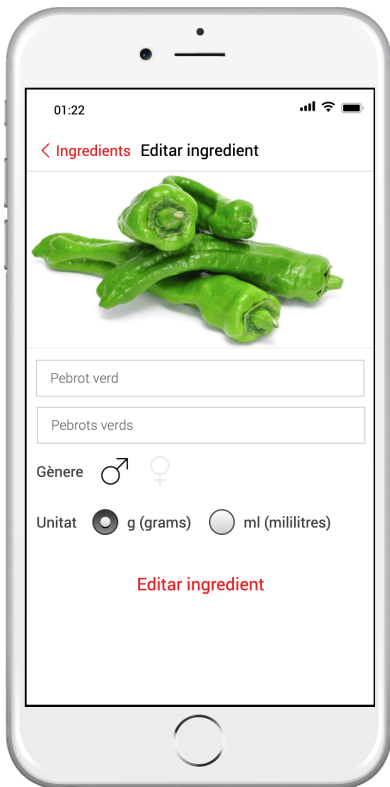 01:22
Ingredients Editar ingredient
Pebrot verd
Pebrots verds
Gènere
Unitat g (grams) ml (mililitres)
Editar ingredient